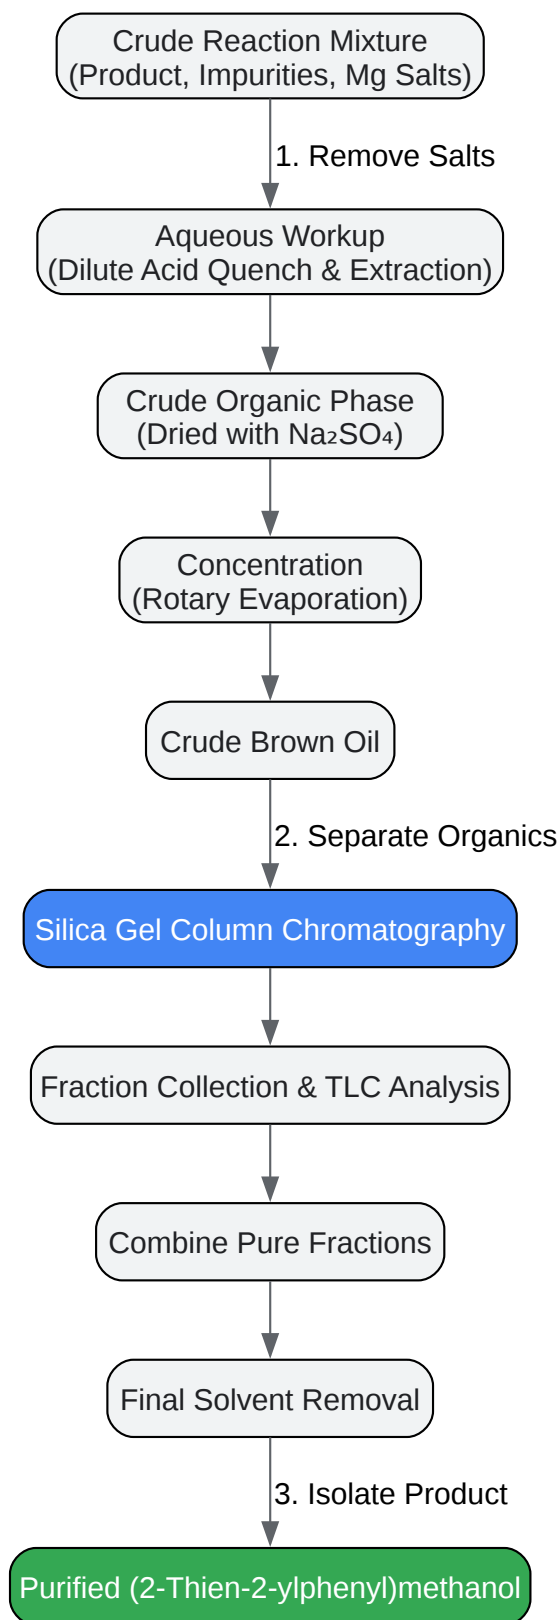 Crude Reaction Mixture
(Product, Impurities, Mg Salts)
1. Remove Salts
Aqueous Workup
(Dilute Acid Quench & Extraction)
Crude Organic Phase
(Dried with Na₂SO₄)
Concentration
(Rotary Evaporation)
Crude Brown Oil
2. Separate Organics
Silica Gel Column Chromatography
Fraction Collection & TLC Analysis
Combine Pure Fractions
Final Solvent Removal
3. Isolate Product
Purified (2-Thien-2-ylphenyl)methanol